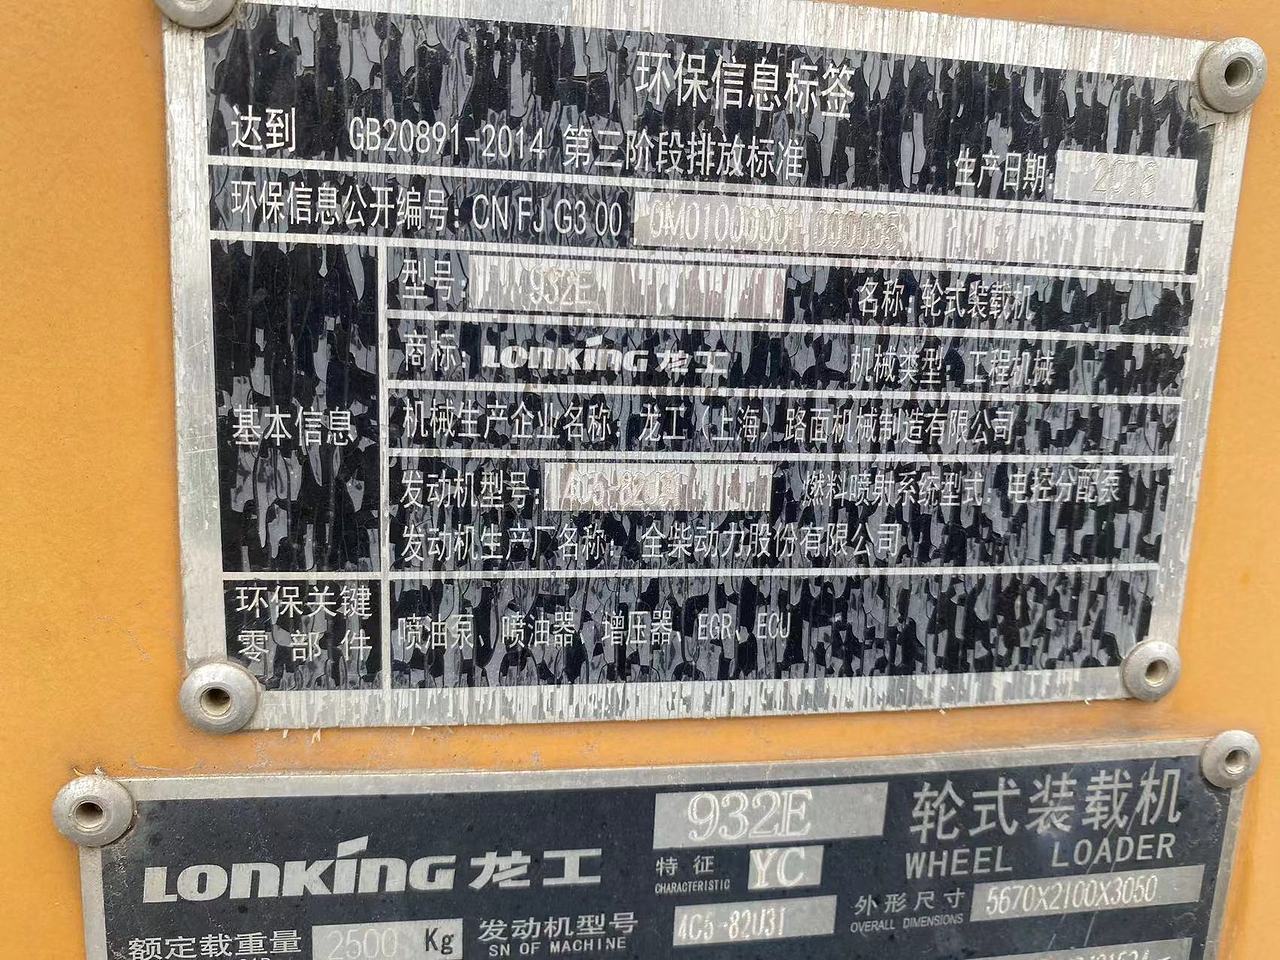 环保信息标签
达到 GB20891-2014 第三阶段排放标准 生产日期: 2018
环保信息公开编号: CN FJ G3 00 0M01000001 000005
基本信息
型号: 932E 名称: 轮式装载机
商标: LONKING 龙工 机械类型: 工程机械
机械生产企业名称: 龙工(上海)路面机械制造有限公司
发动机型号: 4C5-82U31 燃料喷射系统型式: 电控分配泵
发动机生产厂名称: 全柴动力股份有限公司
环保关键零部件
喷油泵、喷油器、增压器、EGR、ECU
932E 轮式装载机
WHEEL LOADER
LONKING 龙工
特征 YC
CHARACTERISTIC
外形尺寸 5670X2100X3050
OVERALL DIMENSIONS
额定载重量 2500 Kg
发动机型号 4C5-82U31
SN OF MACHINE